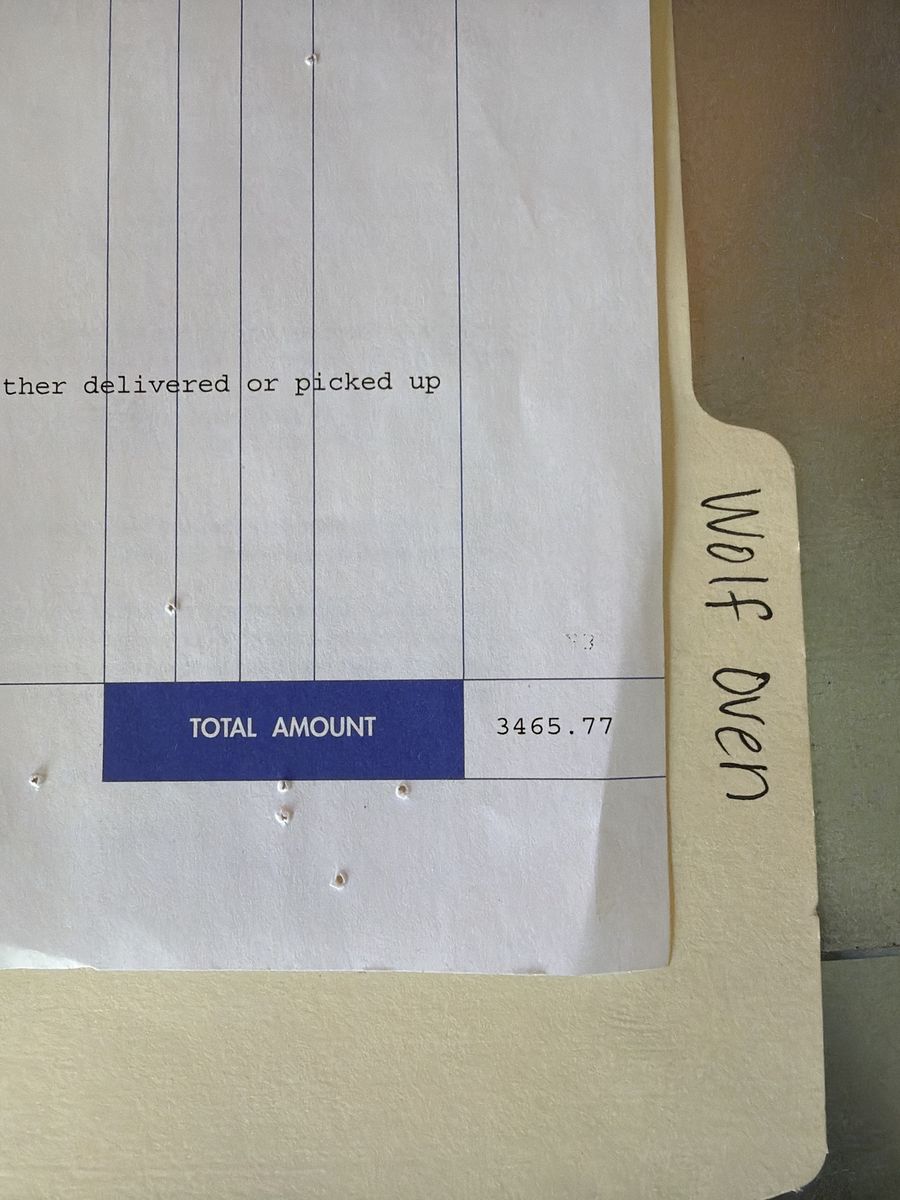 ther delivered or picked up
TOTAL AMOUNT 3465.77
Wolf Oven